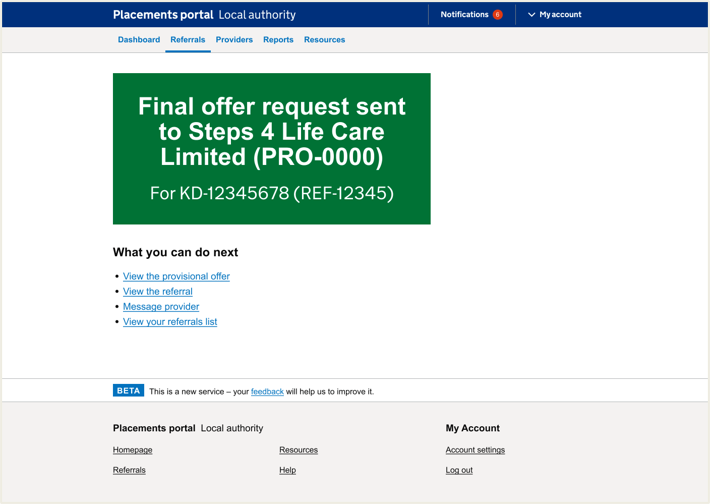 Placements portal Local authority
Notifications 6
My account
Dashboard Referrals Providers Reports Resources
Final offer request sent
to Steps 4 Life Care
Limited (PRO-0000)
For KD-12345678 (REF-12345)
What you can do next
• View the provisional offer
• View the referral
• Message provider
• View your referrals list
BETA This is a new service – your feedback will help us to improve it.
Placements portal Local authority
My Account
Homepage Resources Account settings
Referrals Help Log out